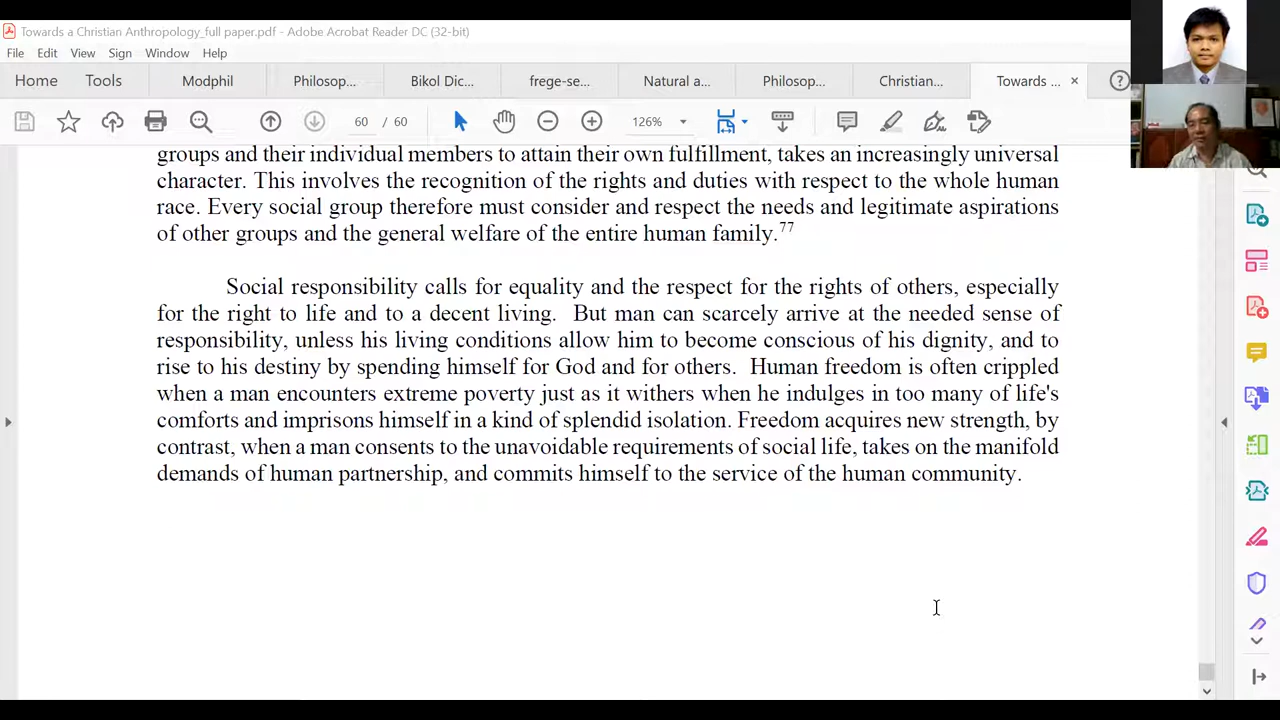 Towards a Christian Anthropology_full paper.pdf - Adobe Acrobat Reader DC (32-bit)
File Edit View Sign Window Help
Home Tools Modphil Philosop... Bikol Dic... frege-se... Natural a... Philosop... Christian... Towards ... ×
60 / 60 126%
groups and their individual members to attain their own fulfillment, takes an increasingly universal
character. This involves the recognition of the rights and duties with respect to the whole human
race. Every social group therefore must consider and respect the needs and legitimate aspirations
of other groups and the general welfare of the entire human family.77
Social responsibility calls for equality and the respect for the rights of others, especially
for the right to life and to a decent living. But man can scarcely arrive at the needed sense of
responsibility, unless his living conditions allow him to become conscious of his dignity, and to
rise to his destiny by spending himself for God and for others. Human freedom is often crippled
when a man encounters extreme poverty just as it withers when he indulges in too many of life's
comforts and imprisons himself in a kind of splendid isolation. Freedom acquires new strength, by
contrast, when a man consents to the unavoidable requirements of social life, takes on the manifold
demands of human partnership, and commits himself to the service of the human community.